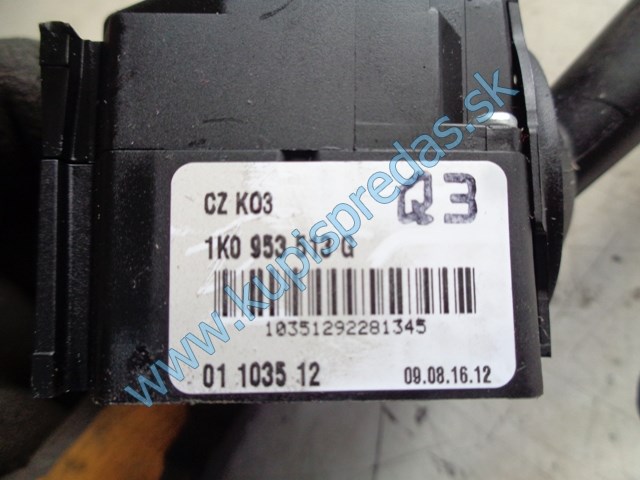 CZ K03
Q3
1K0 953 513 G
10351292281345
01 1035 12
09.08.16.12
www.kupispredas.sk